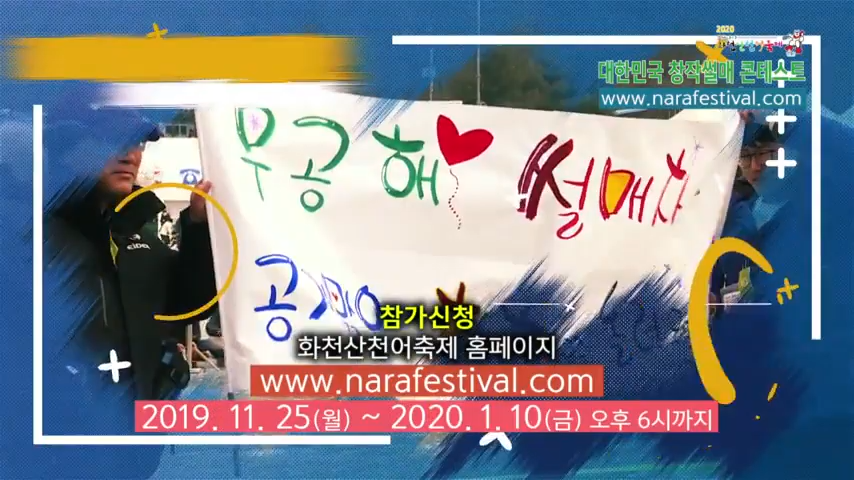 2020
대한민국 창작썰매 콘테스트
www.narafestival.com
무공해 썰매
참가신청
화천산천어축제 홈페이지
www.narafestival.com
2019. 11. 25(월) ~ 2020. 1. 10(금) 오후 6시까지